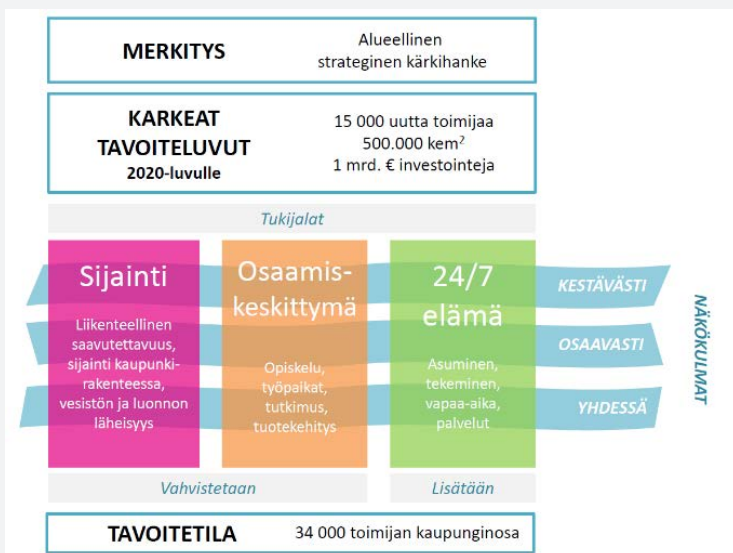 MERKITYS
Alueellinen
strateginen kärkihanke
KARKEAT
TAVOITELUVUT
2020-luvulle
15 000 uutta toimijaa
500.000 kem²
1 mrd. € investointeja
Tukijalat
Sijainti
Liikenteellinen
saavutettavuus,
sijainti kaupunki-
rakenteessa,
vesistön ja luonnon
läheisyys
Osaamis-
keskittymä
Opiskelu,
työpaikat,
tutkimus,
tuotekehitys
24/7
elämä
Asuminen,
tekeminen,
vapaa-aika,
palvelut
KESTÄVÄSTI
OSAAVASTI
YHDESSÄ
NÄKÖKULMAT
Vahvistetaan
Lisätään
TAVOITETILA
34 000 toimijan kaupunginosa